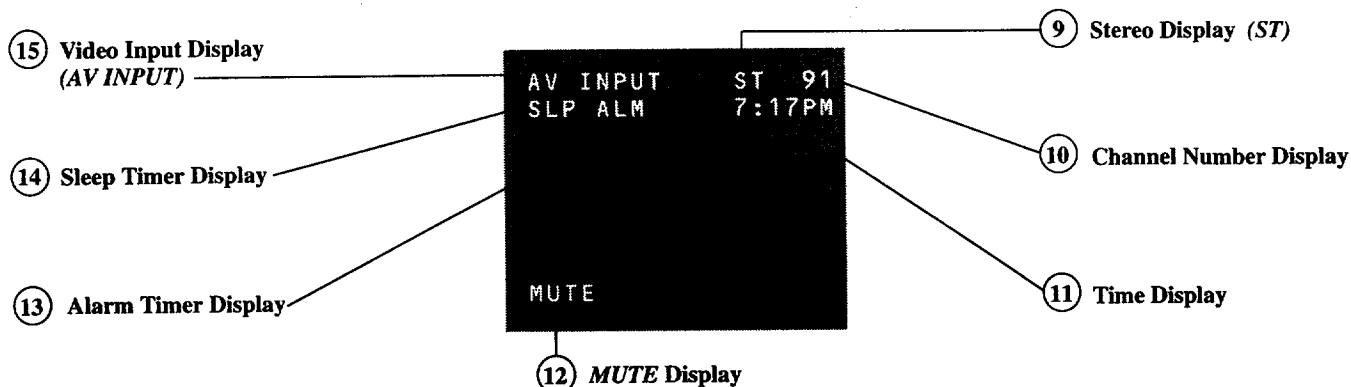 15 Video Input Display
(AV INPUT)
14 Sleep Timer Display
13 Alarm Timer Display
AV INPUT ST 91
SLP ALM 7:17PM
MUTE
12 MUTE Display
9 Stereo Display (ST)
10 Channel Number Display
11 Time Display